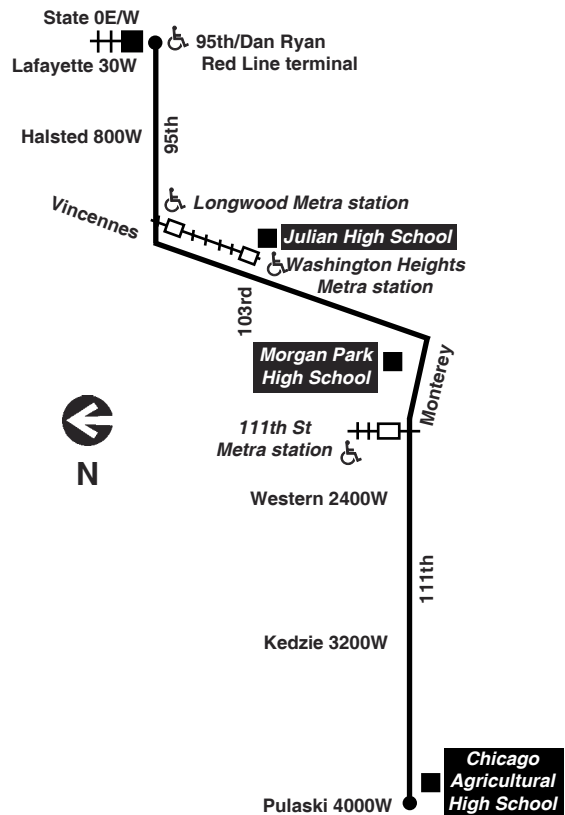 State 0E/W
95th/Dan Ryan
Red Line terminal
Lafayette 30W
Halsted 800W
95th
Longwood Metra station
Vincennes
Julian High School
Washington Heights
Metra station
103rd
Morgan Park
High School
Monterey
111th St
Metra station
N
Western 2400W
111th
Kedzie 3200W
Chicago
Agricultural
High School
Pulaski 4000W